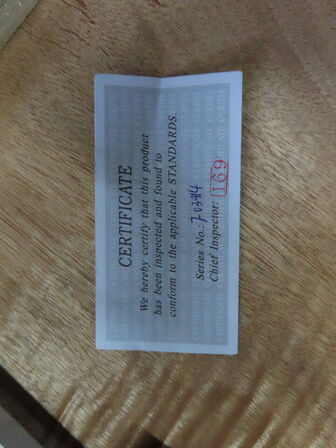 CERTIFICATE
We hereby certify that this product
has been inspected and found to
conform to the applicable STANDARDS.
Series No.:
Chief Inspector: 169